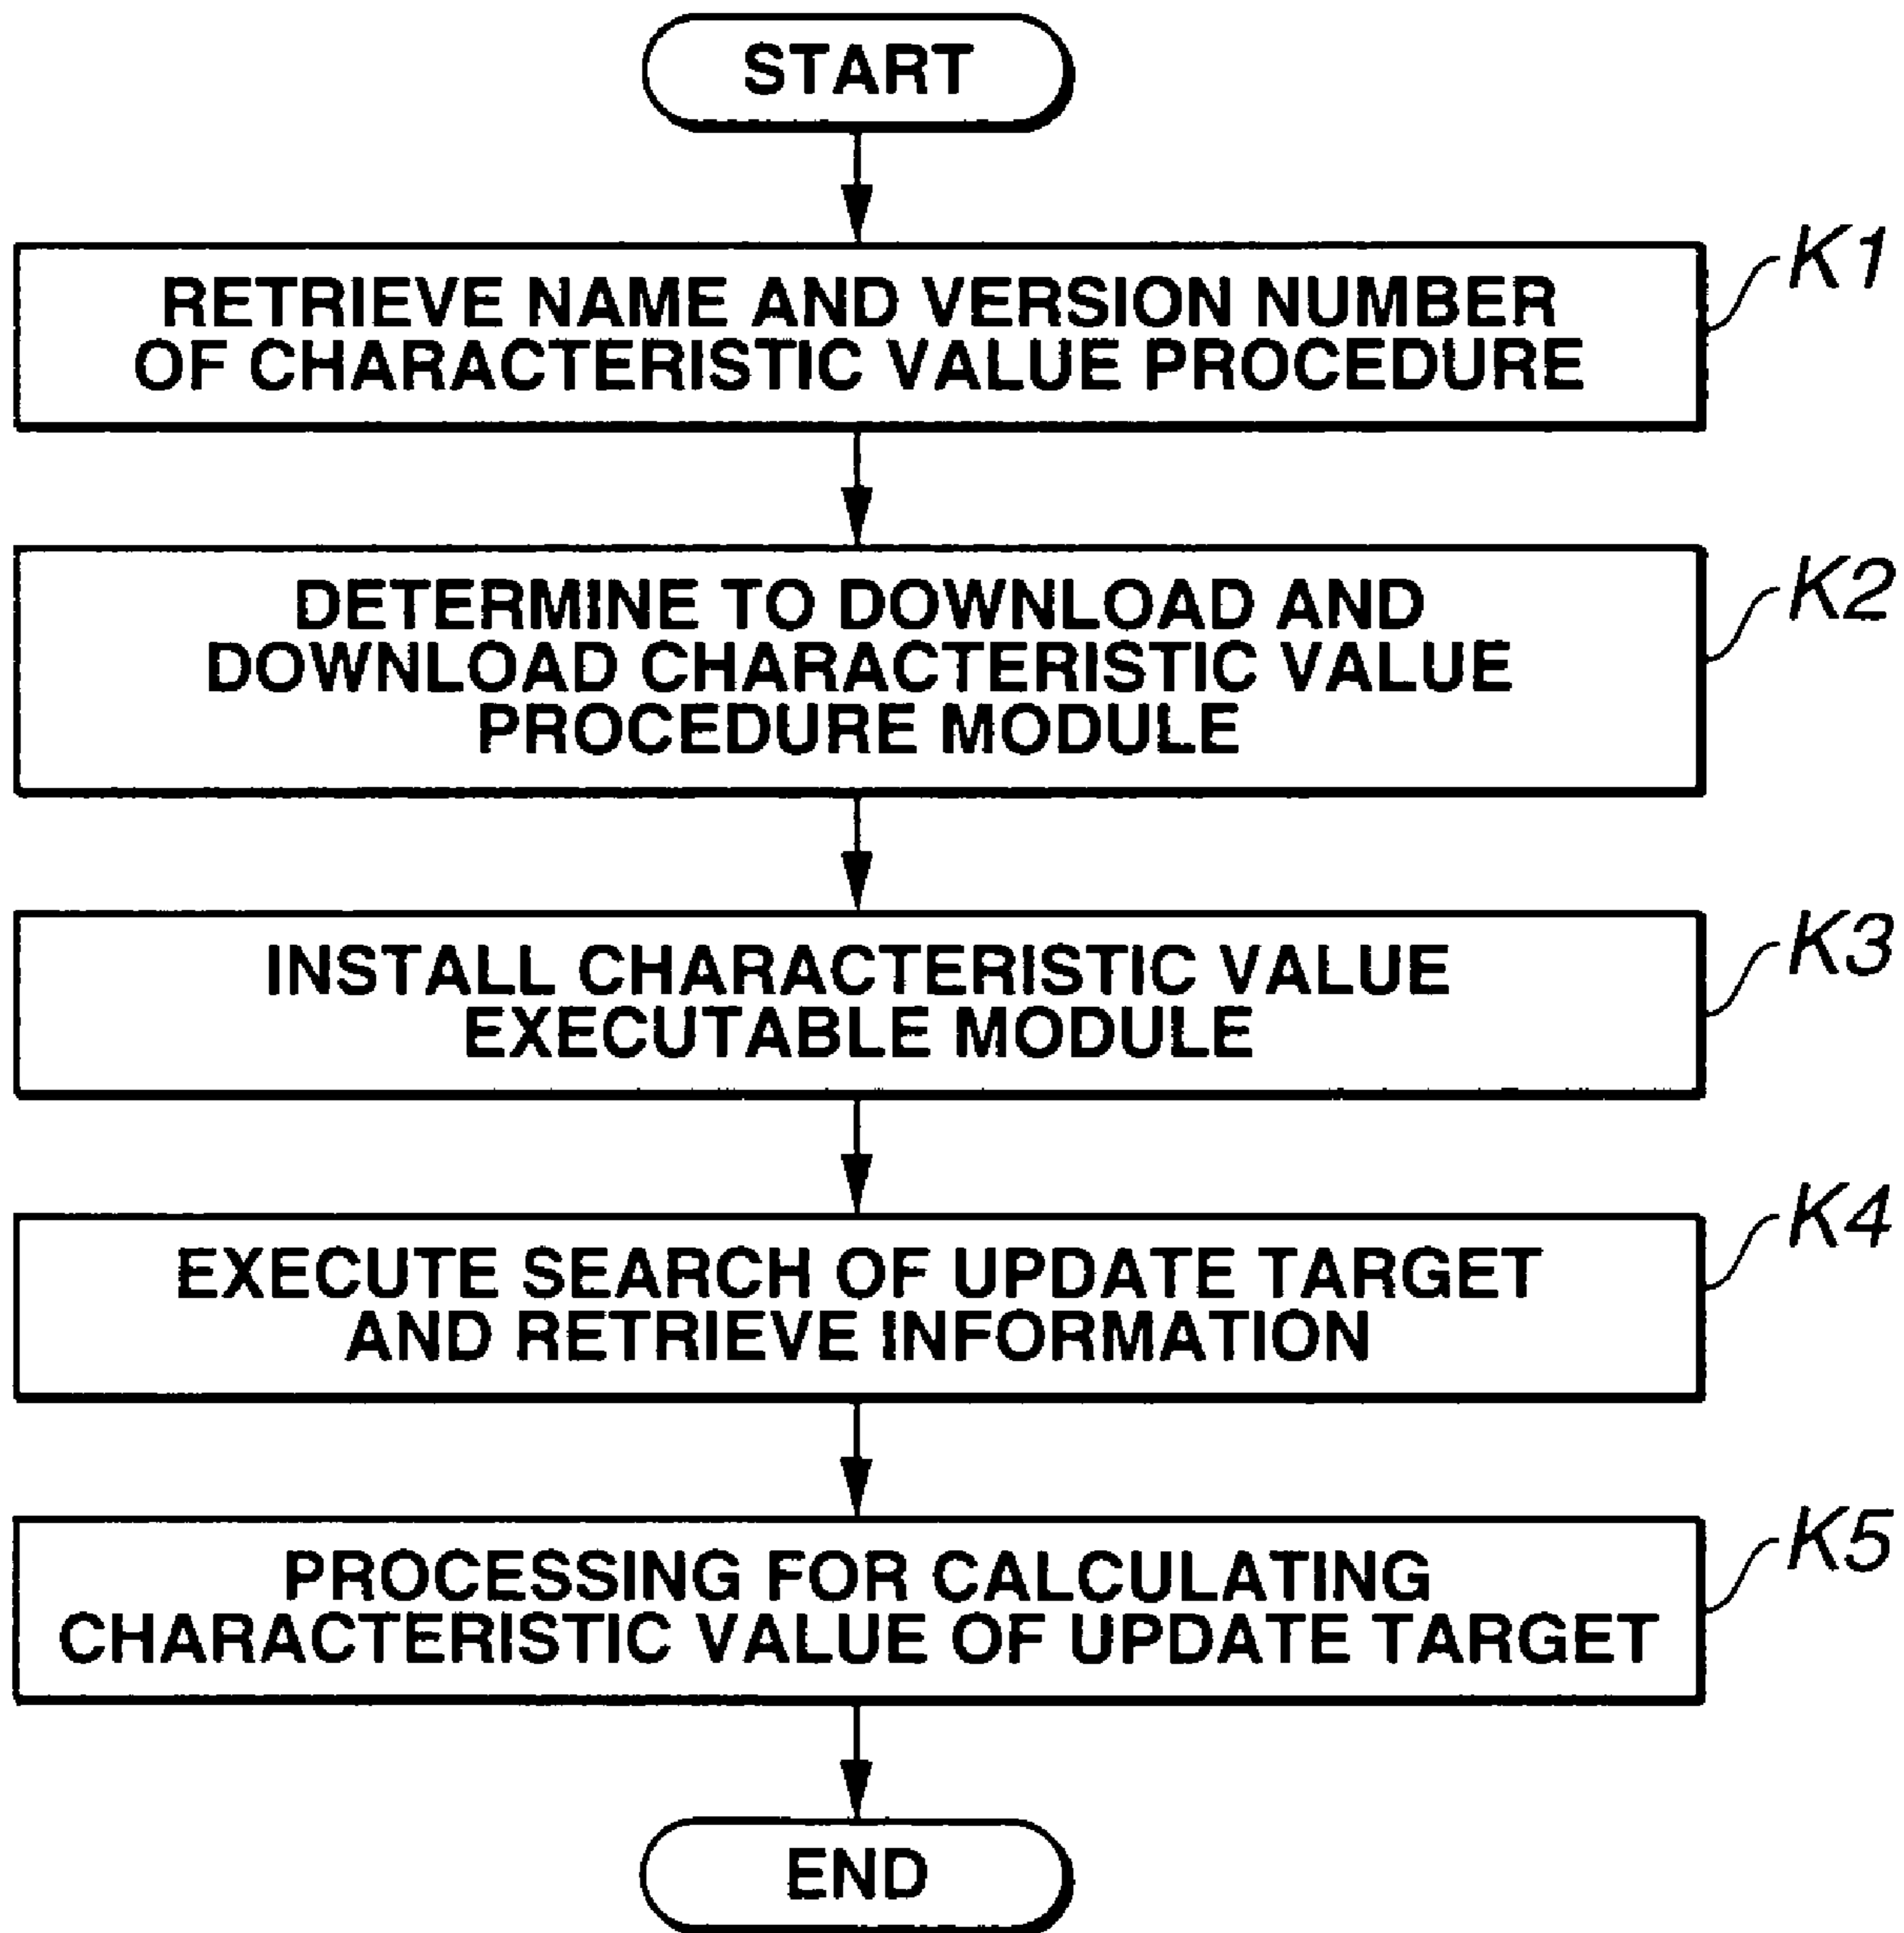 START
RETRIEVE NAME AND VERSION NUMBER
OF CHARACTERISTIC VALUE PROCEDURE
K1
DETERMINE TO DOWNLOAD AND
DOWNLOAD CHARACTERISTIC VALUE
PROCEDURE MODULE
K2
INSTALL CHARACTERISTIC VALUE
EXECUTABLE MODULE
K3
EXECUTE SEARCH OF UPDATE TARGET
AND RETRIEVE INFORMATION
K4
PROCESSING FOR CALCULATING
CHARACTERISTIC VALUE OF UPDATE TARGET
K5
END